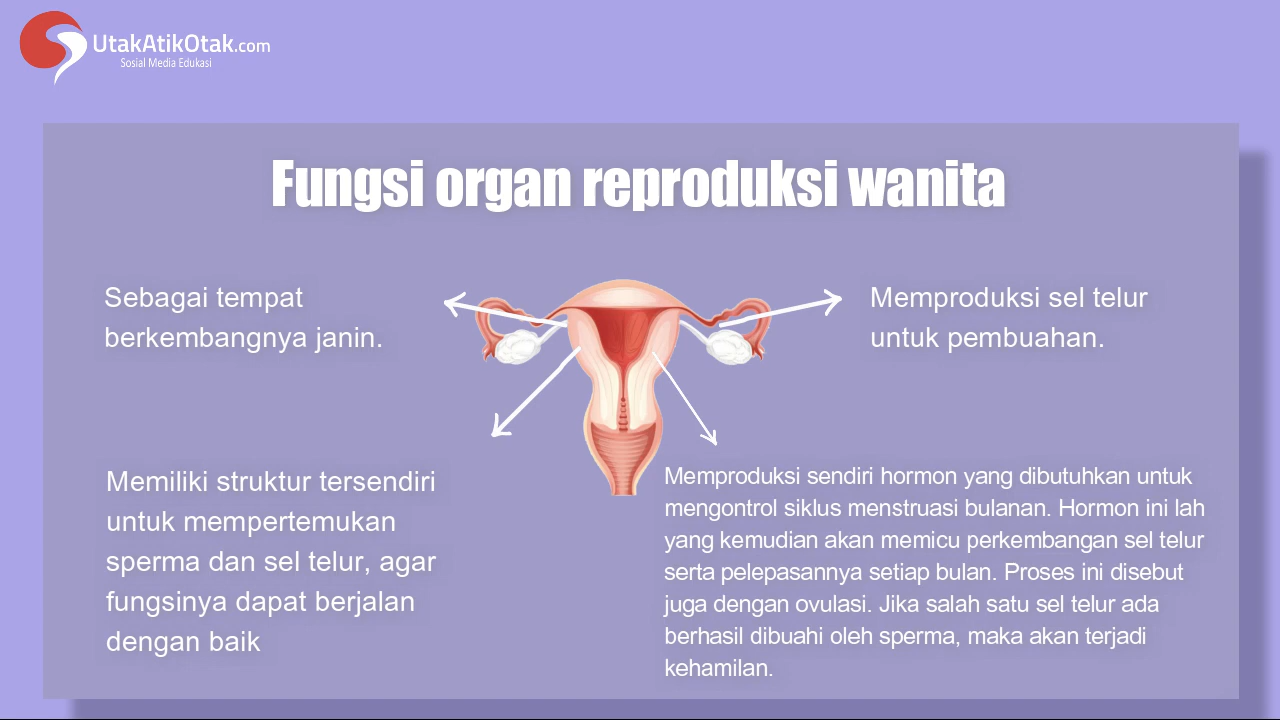 UtakAtikOtak.com
Sosial Media Edukasi
Fungsi organ reproduksi wanita
Sebagai tempat
berkembangnya janin.
Memproduksi sel telur
untuk pembuahan.
Memiliki struktur tersendiri
untuk mempertemukan
sperma dan sel telur, agar
fungsinya dapat berjalan
dengan baik
Memproduksi sendiri hormon yang dibutuhkan untuk
mengontrol siklus menstruasi bulanan. Hormon ini lah
yang kemudian akan memicu perkembangan sel telur
serta pelepasannya setiap bulan. Proses ini disebut
juga dengan ovulasi. Jika salah satu sel telur ada
berhasil dibuahi oleh sperma, maka akan terjadi
kehamilan.